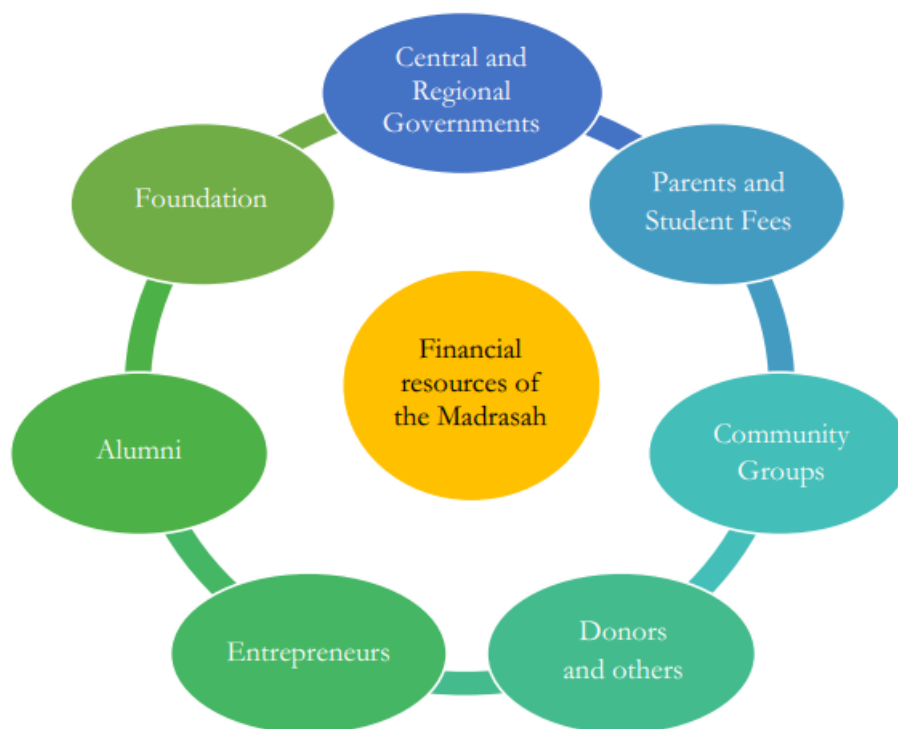 Central and
Regional
Governments
Parents and
Student Fees
Community
Groups
Donors
and others
Entrepreneurs
Alumni
Foundation
Financial
resources of
the Madrasah